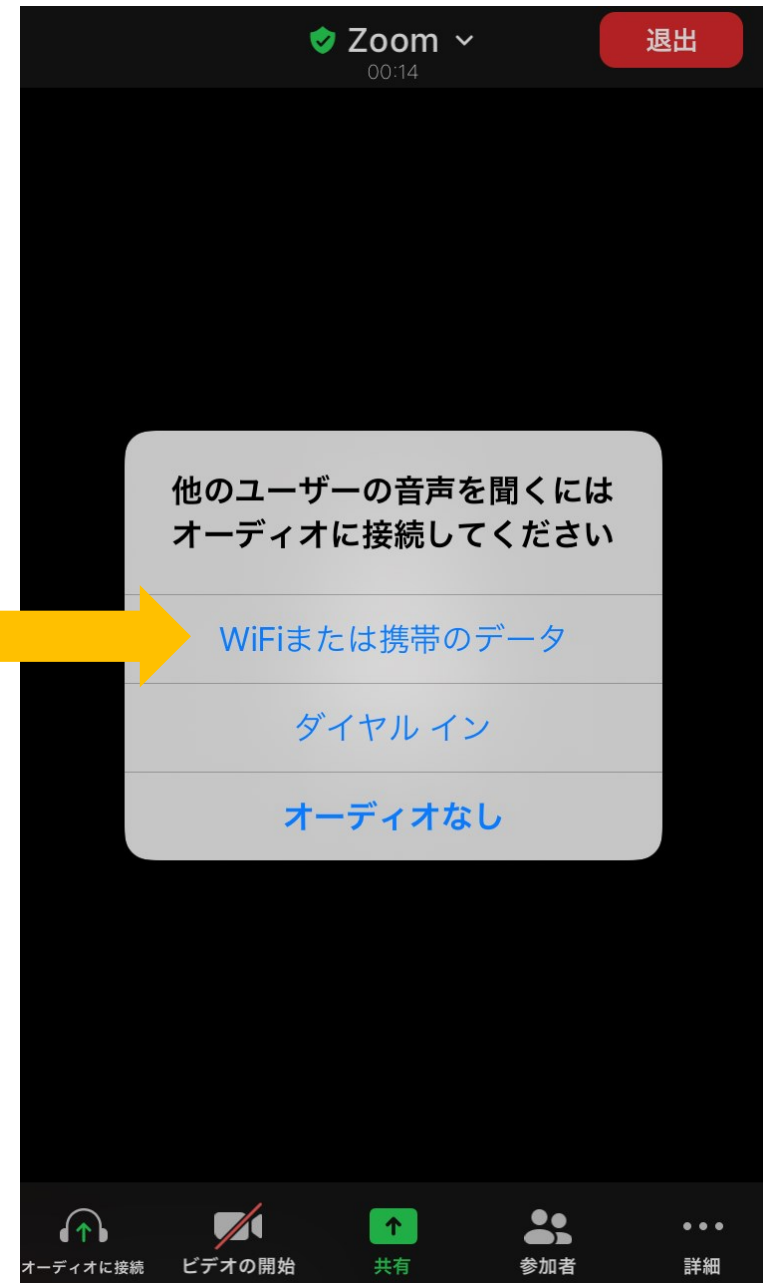 Zoom
退出
00:14
他のユーザーの音声を聞くには
オーディオに接続してください
WiFiまたは携帯のデータ
ダイヤル イン
オーディオなし
オーディオに接続
ビデオの開始
共有
参加者
詳細